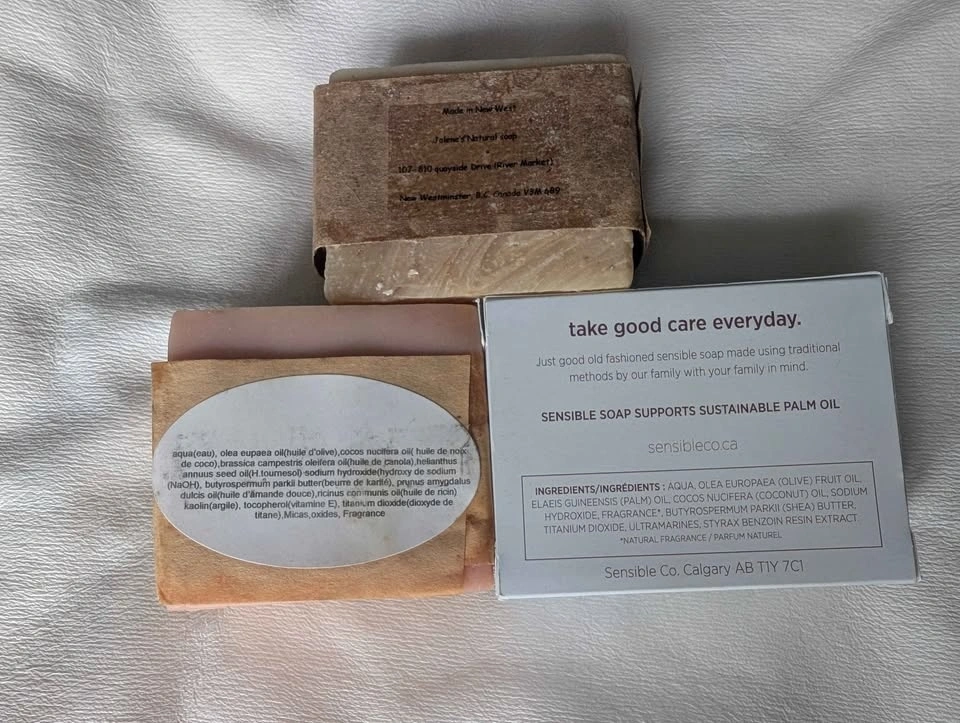 Made in New West
Jolene's Natural soap
107-810 quayside Drive (River Market)
New Westminster, B.C Canada V3M 6B9
aqua(eau), olea eupaea oil(huile d'olive),cocos nucifera oil( huile de noix
de coco),brassica campestris oleifera oil(huile de canola),helianthus
annuus seed oil(H.tournesol) sodium hydroxide(hydroxy de sodium
(NaOH), butyrospermum parkii butter(beurre de karité), prunus amygdalus
dulcis oil(huile d'amande douce),ricinus communis oil(huile de ricin)
kaolin(argile), tocopherol(vitamine E), titanium dioxide(dioxyde de
titane),Micas,oxides, Fragrance
take good care everyday.
Just good old fashioned sensible soap made using traditional
methods by our family with your family in mind.
SENSIBLE SOAP SUPPORTS SUSTAINABLE PALM OIL
sensibleco.ca
INGREDIENTS/INGRÉDIENTS : AQUA, OLEA EUROPAEA (OLIVE) FRUIT OIL,
ELAEIS GUINEENSIS (PALM) OIL, COCOS NUCIFERA (COCONUT) OIL, SODIUM
HYDROXIDE, FRAGRANCE*, BUTYROSPERMUM PARKII (SHEA) BUTTER,
TITANIUM DIOXIDE, ULTRAMARINES, STYRAX BENZOIN RESIN EXTRACT.
*NATURAL FRAGRANCE / PARFUM NATUREL
Sensible Co. Calgary AB T1Y 7C1